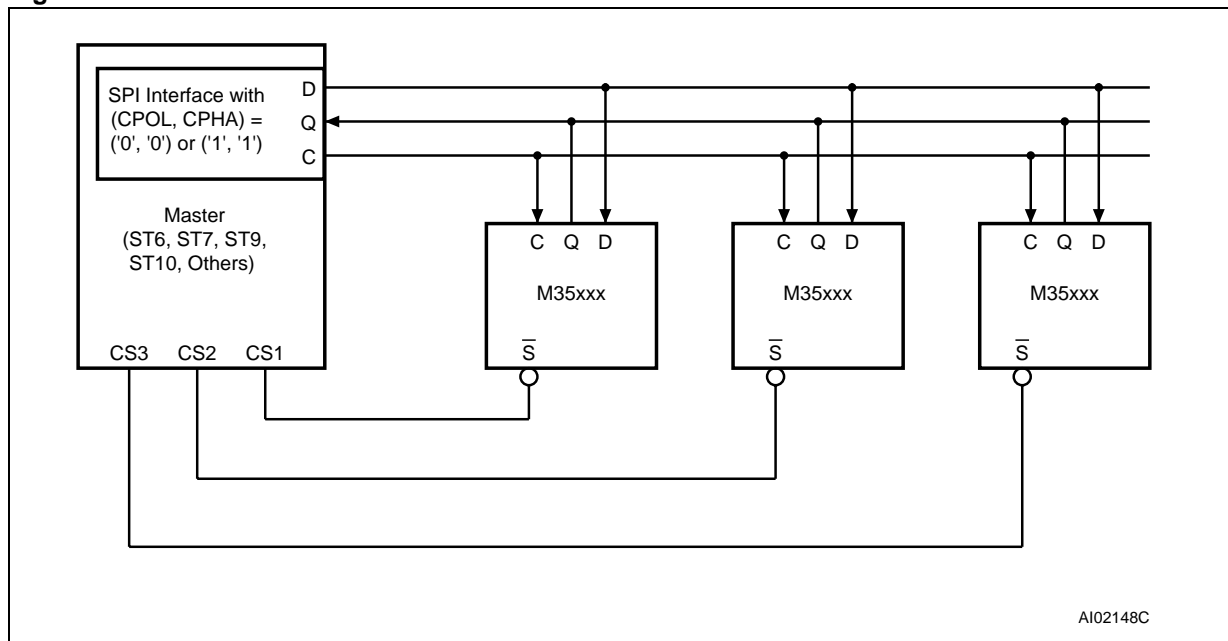 SPI Interface with
(CPOL, CPHA) =
('0', '0') or ('1', '1')
D
Q
C
Master
(ST6, ST7, ST9,
ST10, Others)
CS3 CS2 CS1
C Q D
M35xxx
S̅
C Q D
M35xxx
S̅
C Q D
M35xxx
S̅
AI02148C